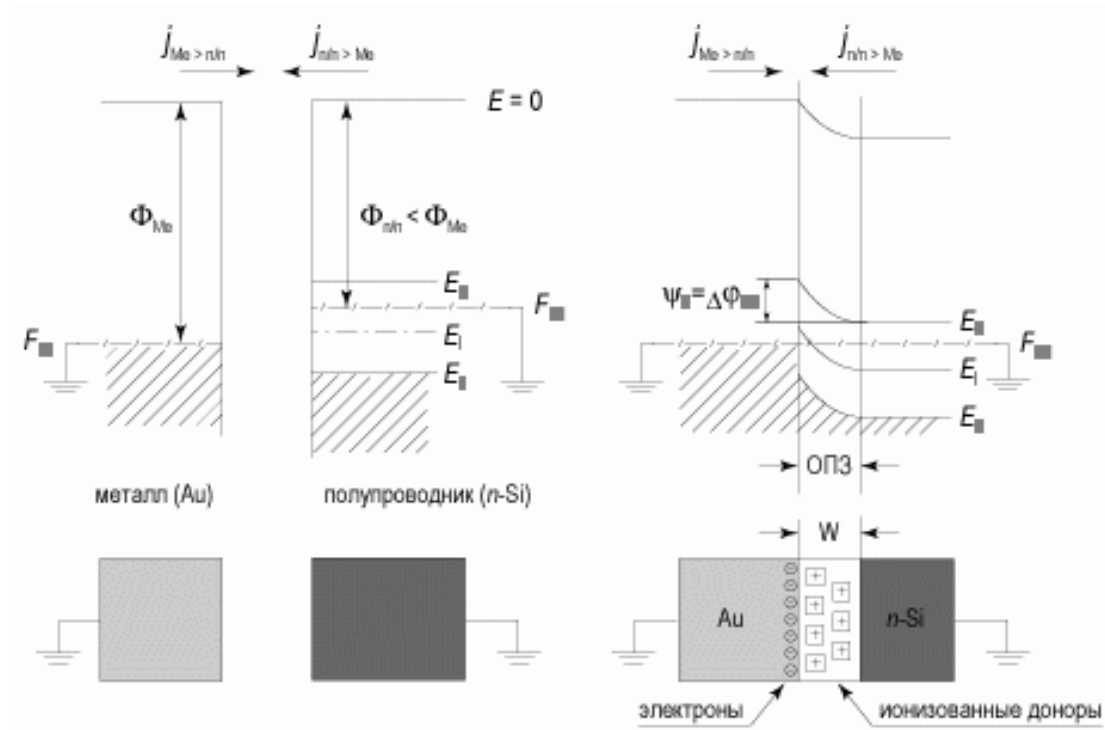 j Me > п/п j п/п > Me
E = 0
Φ Me
Φ п/п < Φ Me
E
F
E i
F
E
металл (Au)
полупроводник (n-Si)
j Me > п/п j п/п > Me
ψ = Δφ
E
F
E i
E
ОПЗ
W
Au
n-Si
электроны
ионизованные доноры